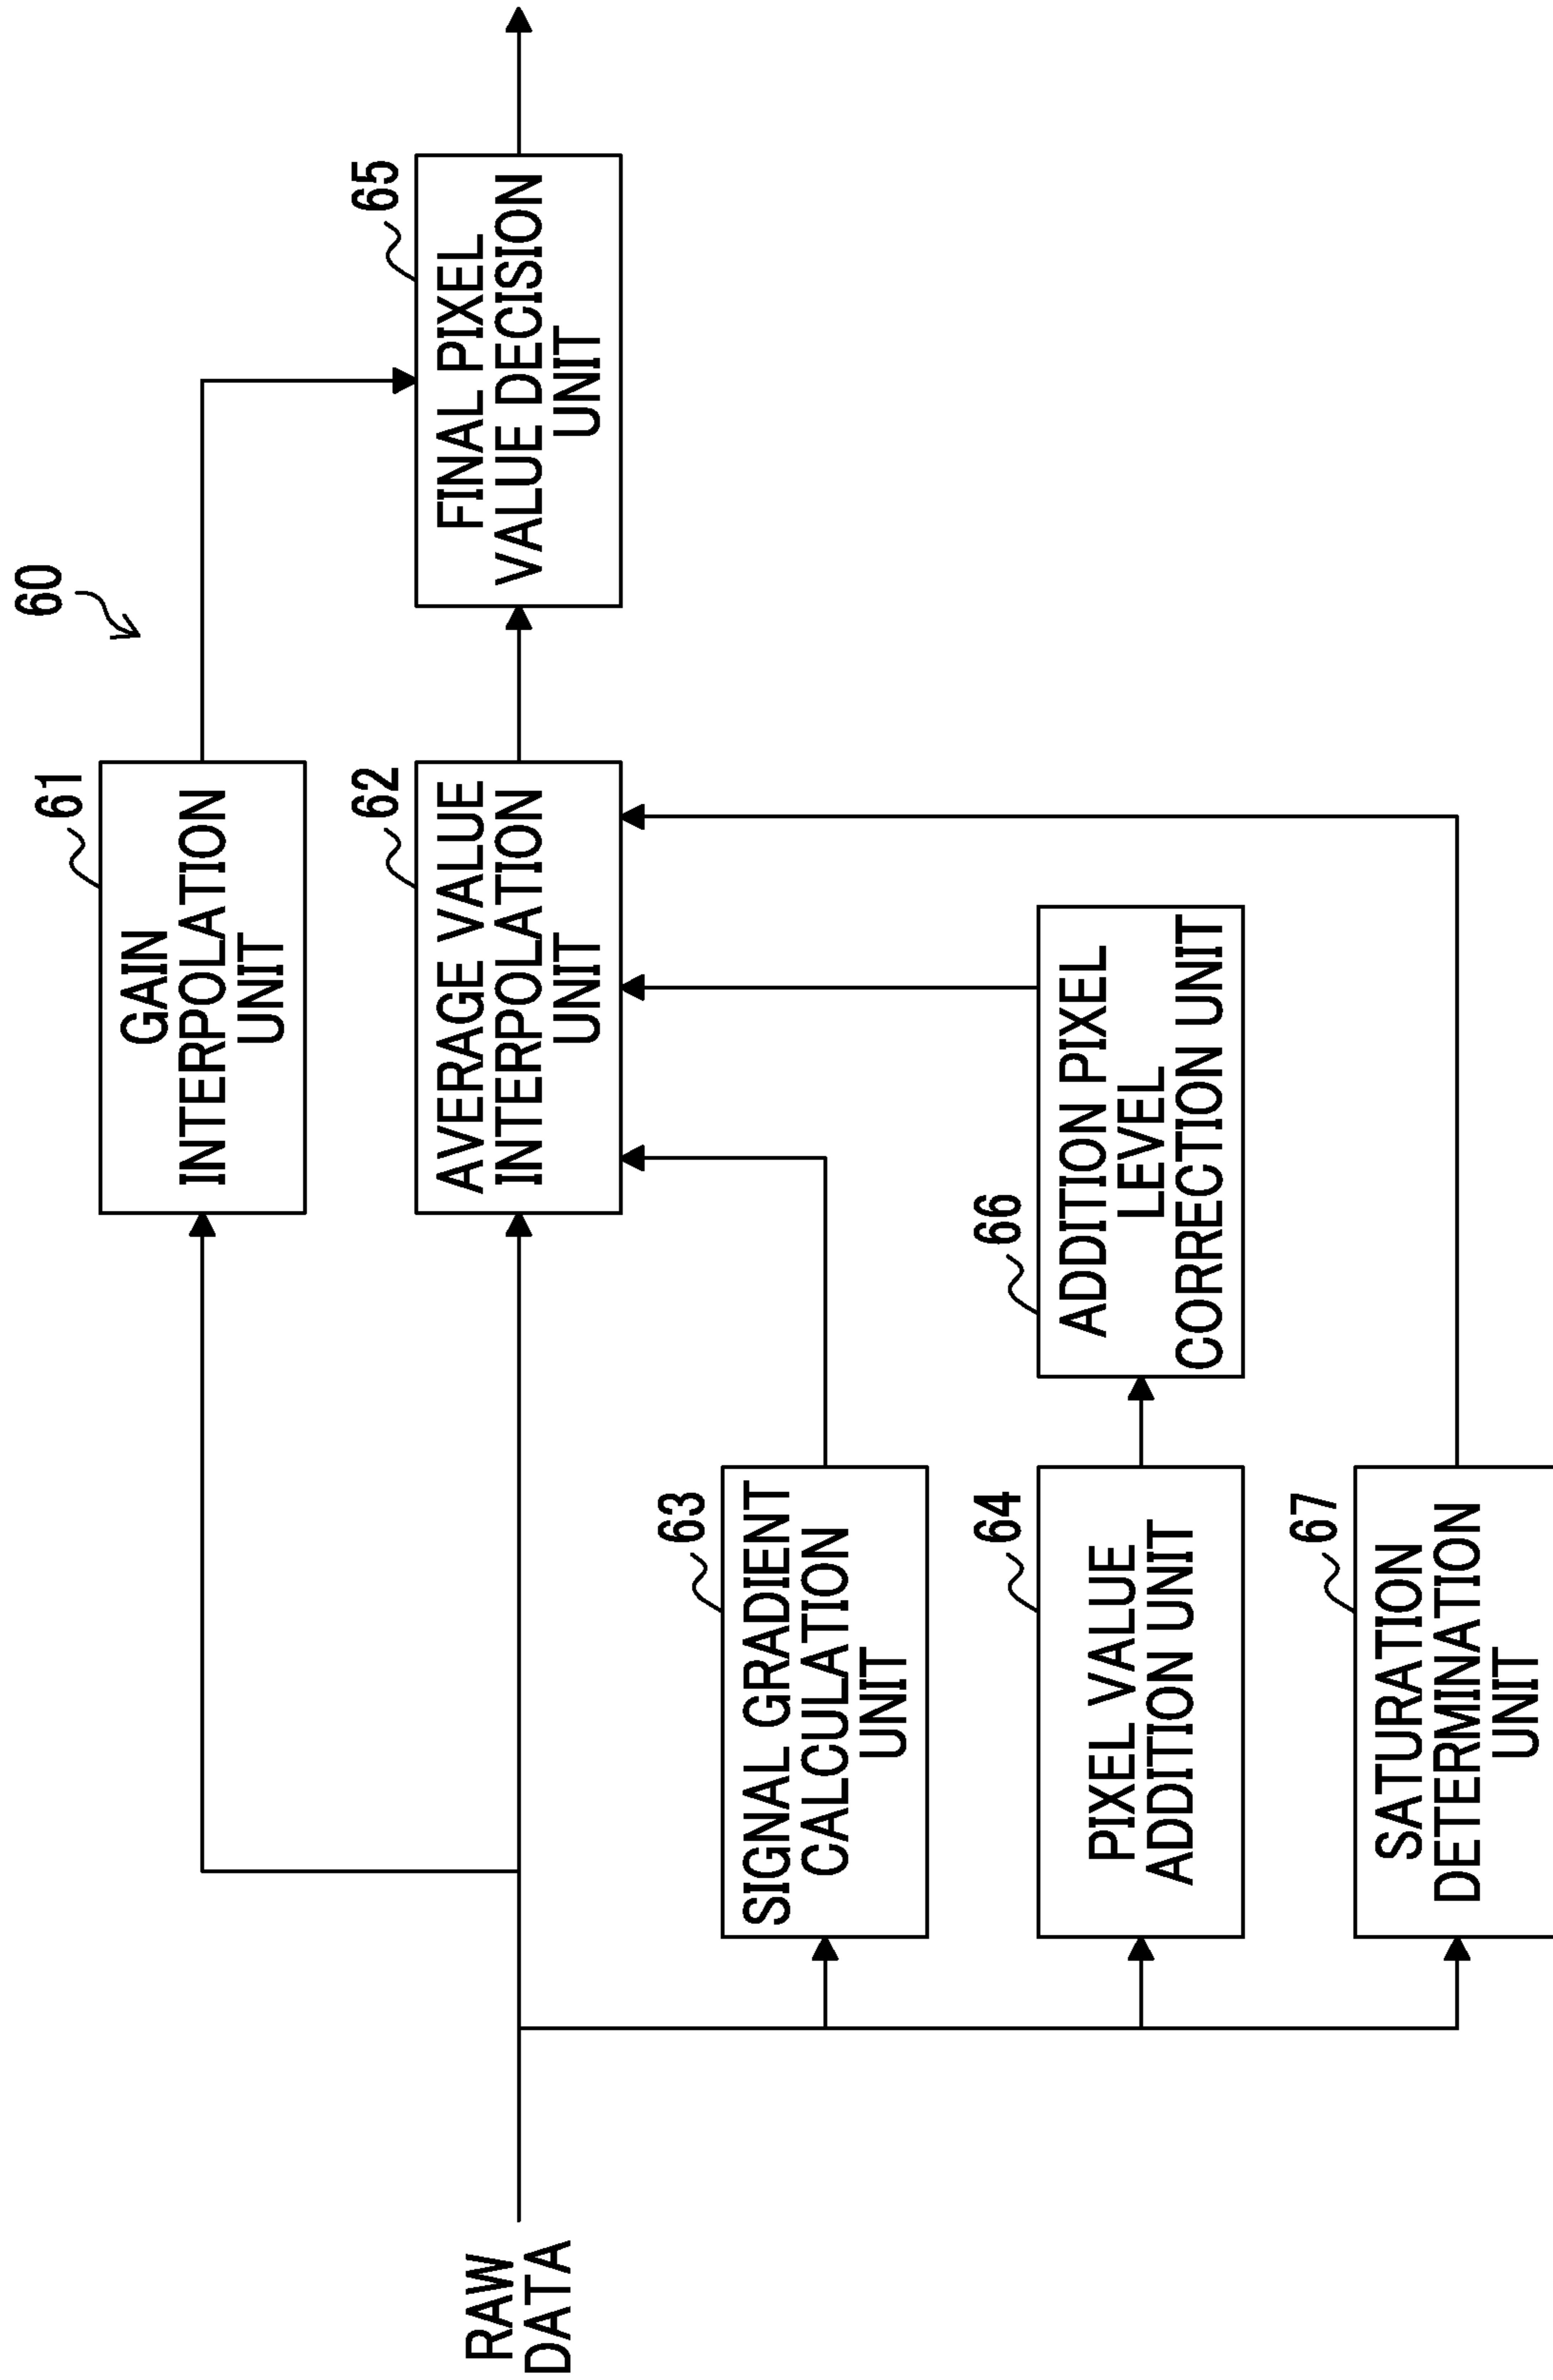 60
61
GAIN
INTERPOLATION
UNIT
62
AVERAGE VALUE
INTERPOLATION
UNIT
65
FINAL PIXEL
VALUE DECISION
UNIT
RAW
DATA
63
SIGNAL GRADIENT
CALCULATION
UNIT
64
PIXEL VALUE
ADDITION UNIT
66
ADDITION PIXEL
LEVEL
CORRECTION UNIT
67
SATURATION
DETERMINATION
UNIT